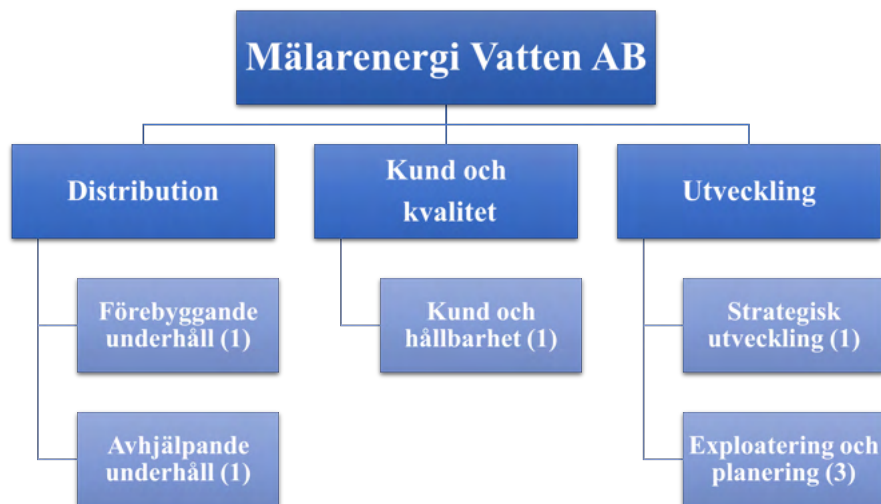 Mälarenergi Vatten AB
Distribution
Kund och
kvalitet
Utveckling
Förebyggande
underhåll (1)
Kund och
hållbarhet (1)
Strategisk
utveckling (1)
Avhjälpande
underhåll (1)
Exploatering och
planering (3)